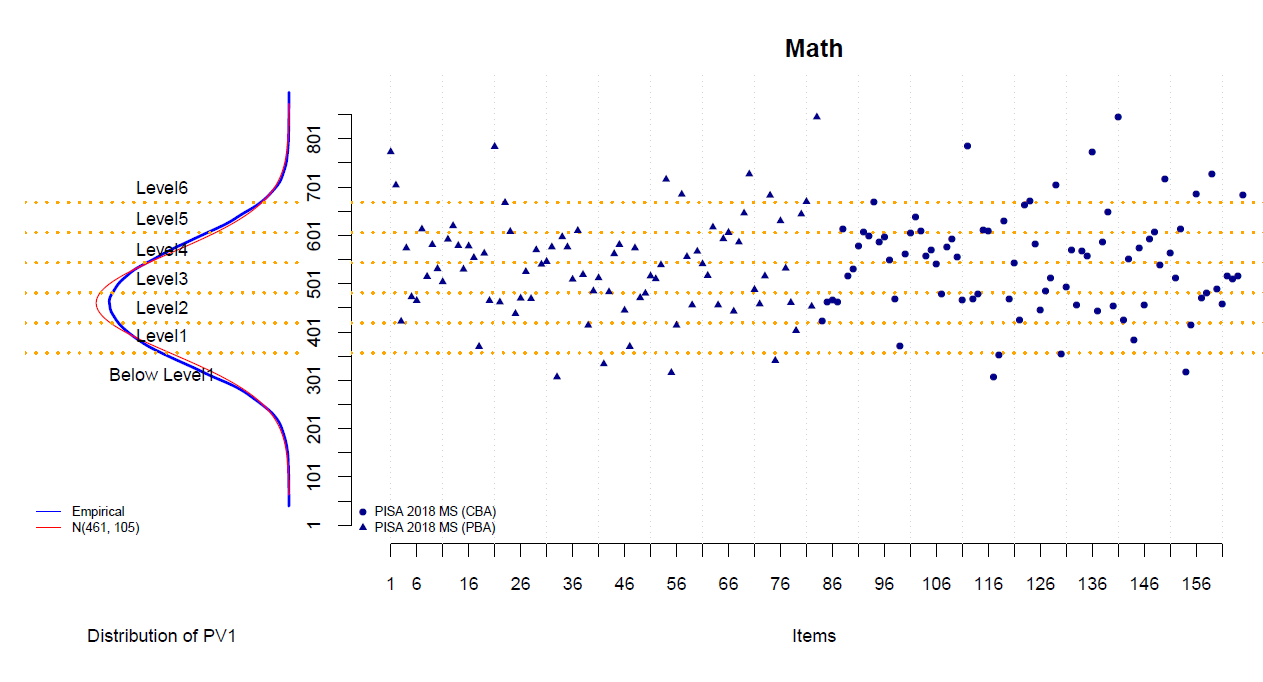 Math
Level6
Level5
Level4
Level3
Level2
Level1
Below Level1
801
701
601
501
401
301
201
101
1
Empirical
N(461, 105)
PISA 2018 MS (CBA)
PISA 2018 MS (PBA)
1 6 16 26 36 46 56 66 76 86 96 106 116 126 136 146 156
Distribution of PV1
Items